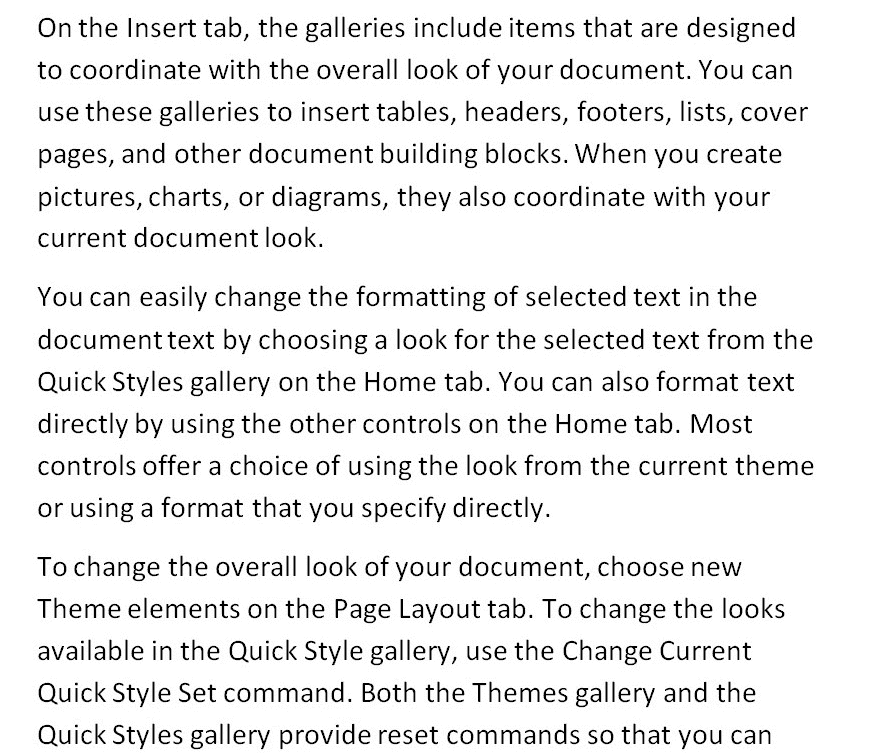 On the Insert tab, the galleries include items that are designed
to coordinate with the overall look of your document. You can
use these galleries to insert tables, headers, footers, lists, cover
pages, and other document building blocks. When you create
pictures, charts, or diagrams, they also coordinate with your
current document look.
You can easily change the formatting of selected text in the
document text by choosing a look for the selected text from the
Quick Styles gallery on the Home tab. You can also format text
directly by using the other controls on the Home tab. Most
controls offer a choice of using the look from the current theme
or using a format that you specify directly.
To change the overall look of your document, choose new
Theme elements on the Page Layout tab. To change the looks
available in the Quick Style gallery, use the Change Current
Quick Style Set command. Both the Themes gallery and the
Quick Styles gallery provide reset commands so that you can